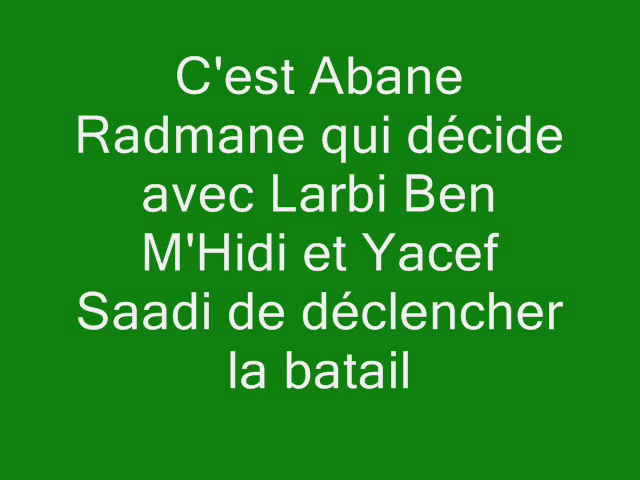 C'est Abane
Radmane qui décide
avec Larbi Ben
M'Hidi et Yacef
Saadi de déclencher
la batail